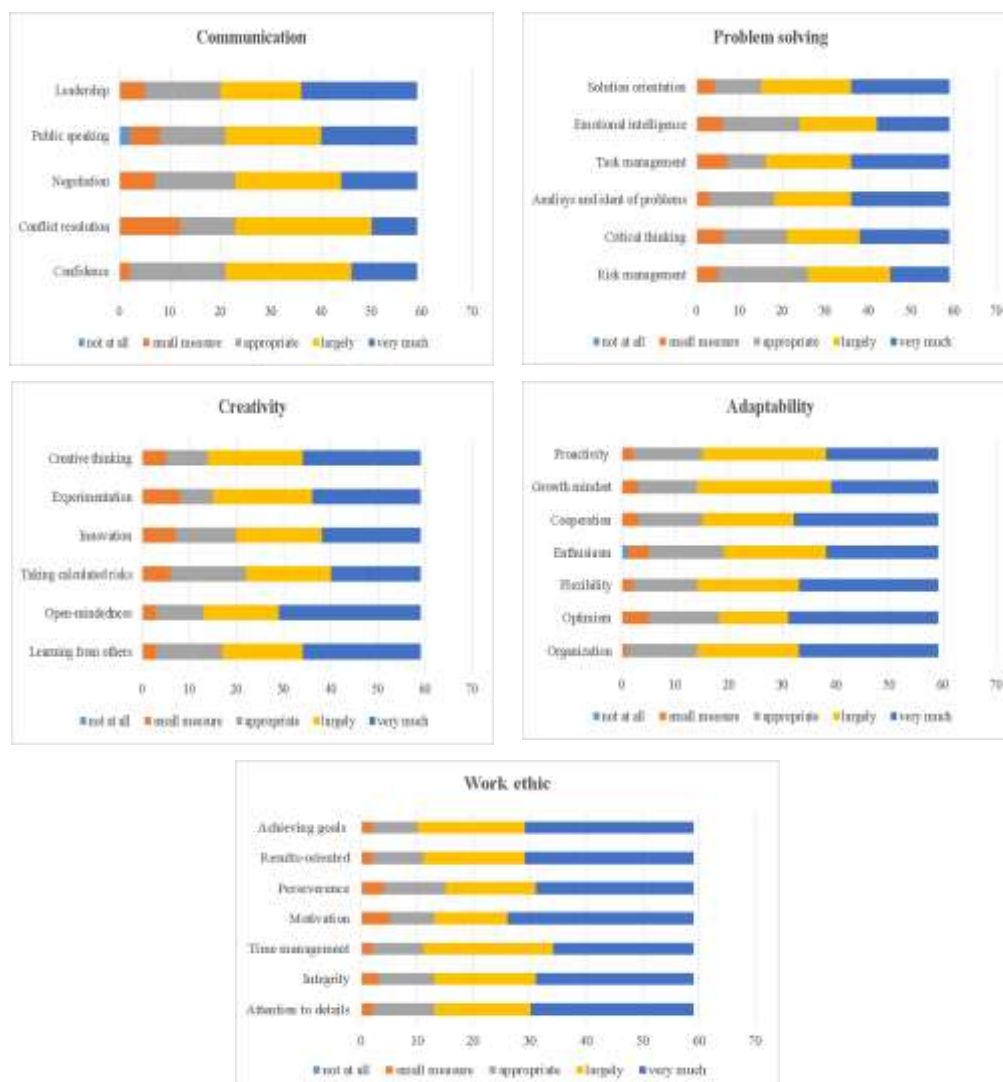 Communication
Leadership
Public speaking
Negotiation
Conflict resolution
Confidence
0 10 20 30 40 50 60 70
not at all small measure appropriate largely very much
Problem solving
Solution orientation
Emotional intelligence
Task management
Analisys and ident of problems
Critical thinking
Risk management
0 10 20 30 40 50 60 70
not at all small measure appropriate largely very much
Creativity
Creative thinking
Experimentation
Innovation
Taking calculated risks
Open-mindedness
Learning from others
0 10 20 30 40 50 60 70
not at all small measure appropriate largely very much
Adaptability
Proactivity
Growth mindset
Cooperation
Enthusiasm
Flexibility
Optimism
Organization
0 10 20 30 40 50 60 70
not at all small measure appropriate largely very much
Work ethic
Achieving goals
Results-oriented
Perseverence
Motivation
Time management
Integrity
Attention to details
0 10 20 30 40 50 60 70
not at all small measure appropriate largely very much